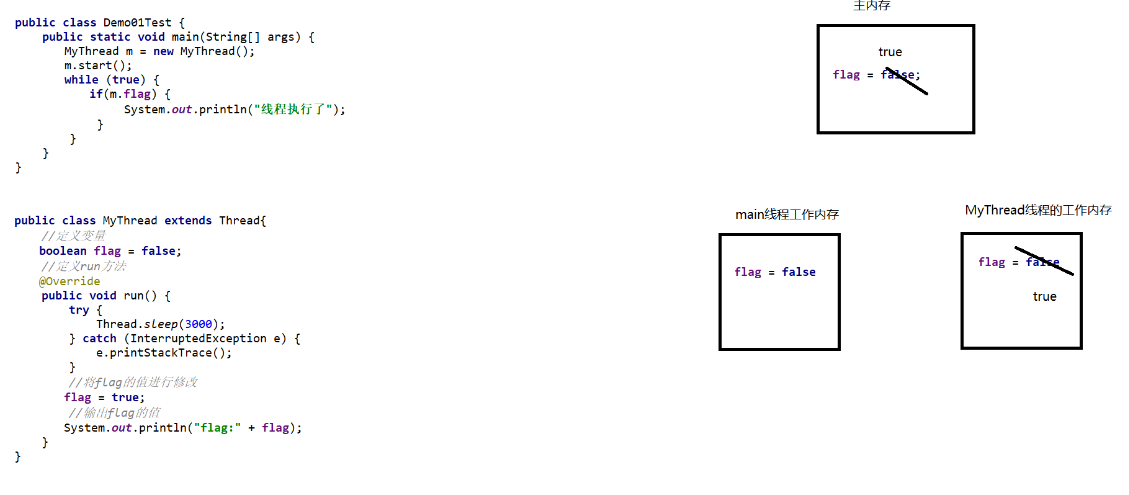 public class Demo01Test {
public static void main(String[] args) {
MyThread m = new MyThread();
m.start();
while (true) {
if(m.flag) {
System.out.println("线程执行了");
}
}
}
}
public class MyThread extends Thread{
//定义变量
boolean flag = false;
//定义run方法
@Override
public void run() {
try {
Thread.sleep(3000);
} catch (InterruptedException e) {
e.printStackTrace();
}
//将flag的值进行修改
flag = true;
//输出flag的值
System.out.println("flag:" + flag);
}
}
主内存
true
flag = false;
main线程工作内存
flag = false
MyThread线程的工作内存
flag = false
true